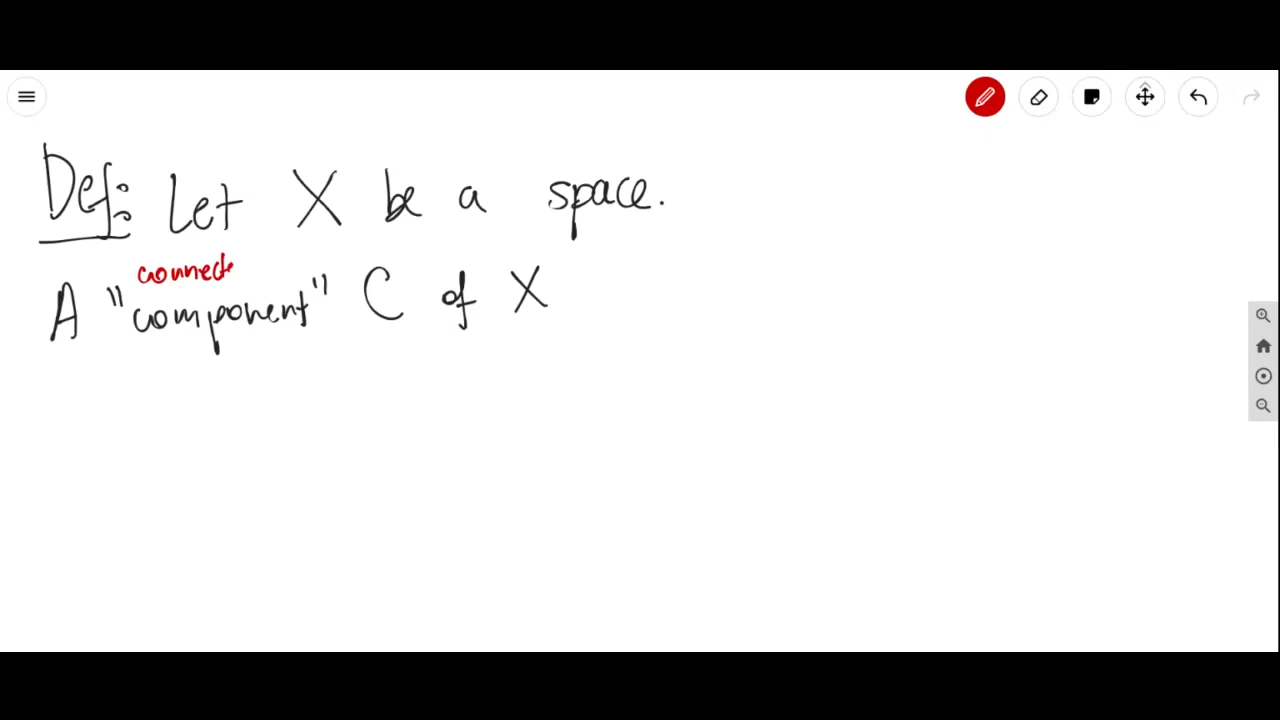 Def: Let X be a space.
connecte
A "component" C of X